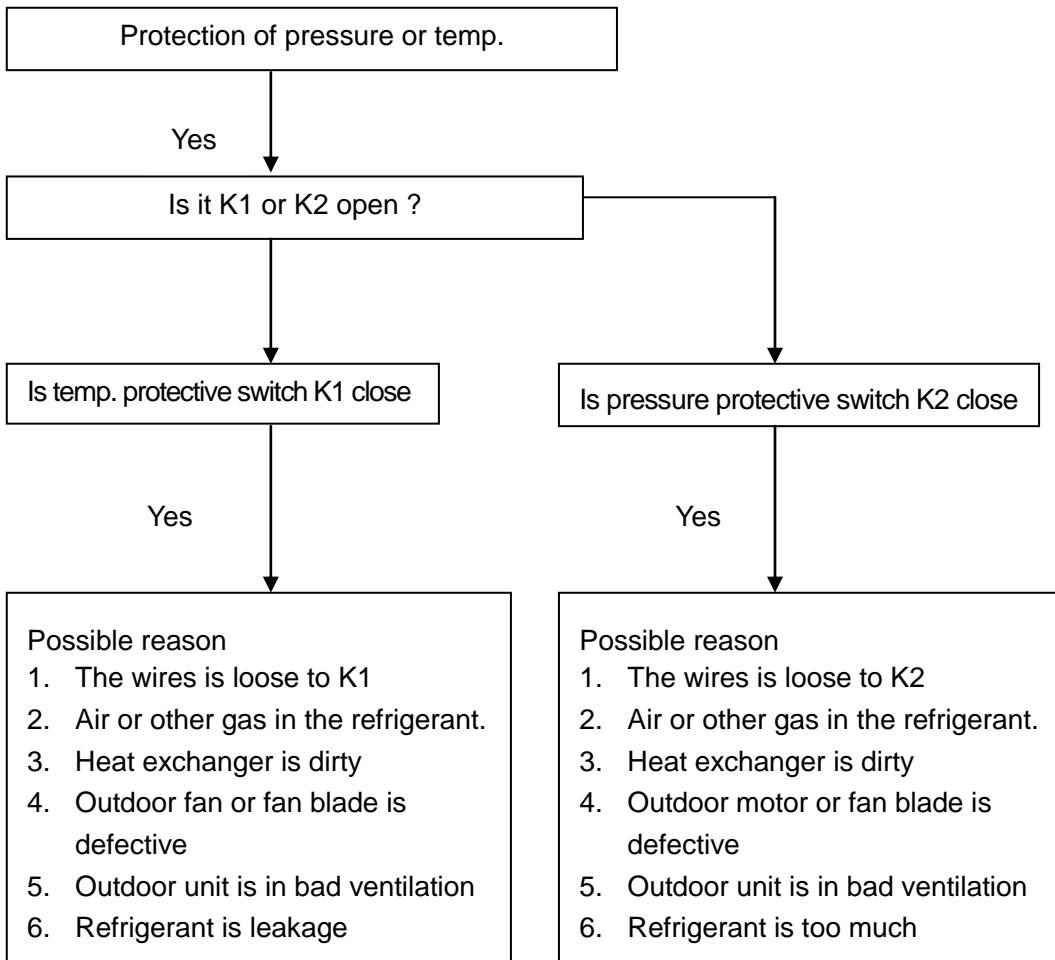 Protection of pressure or temp.
Yes
Is it K1 or K2 open ?
Is temp. protective switch K1 close
Is pressure protective switch K2 close
Yes
Yes
Possible reason
1. The wires is loose to K1
2. Air or other gas in the refrigerant.
3. Heat exchanger is dirty
4. Outdoor fan or fan blade is
defective
5. Outdoor unit is in bad ventilation
6. Refrigerant is leakage
Possible reason
1. The wires is loose to K2
2. Air or other gas in the refrigerant.
3. Heat exchanger is dirty
4. Outdoor motor or fan blade is
defective
5. Outdoor unit is in bad ventilation
6. Refrigerant is too much